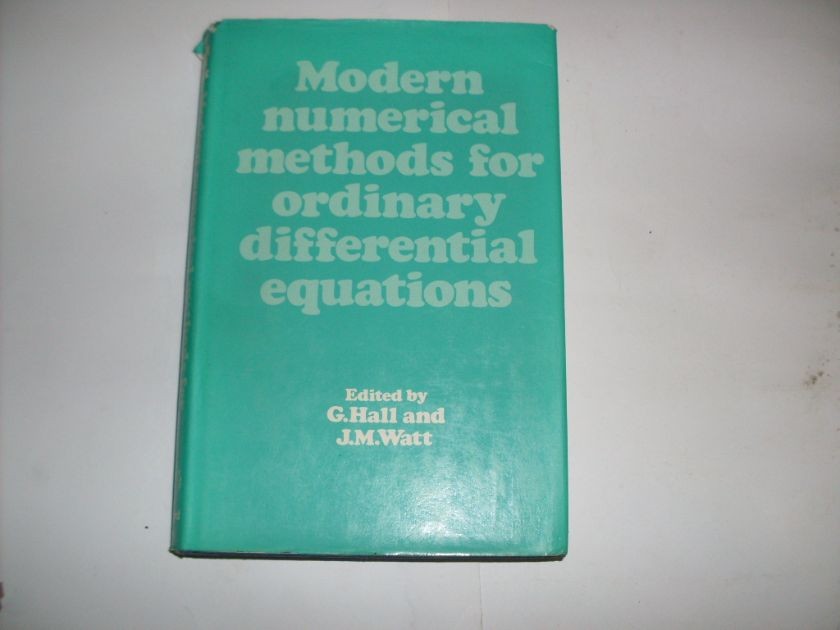 Modern
numerical
methods for
ordinary
differential
equations
Edited by
G.Hall and
J.M.Watt